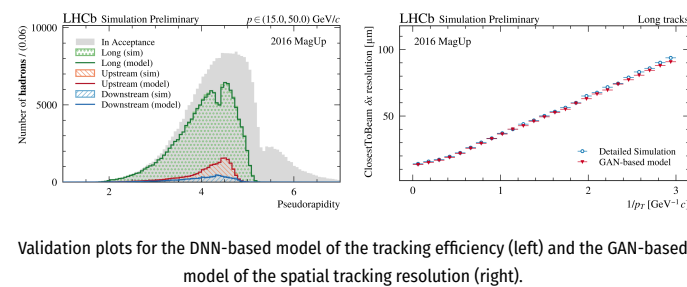 LHCb Simulation Preliminary
p ∈ (15.0, 50.0) GeV/c
2016 MagUp
In Acceptance
Long (sim)
Long (model)
Upstream (sim)
Upstream (model)
Downstream (sim)
Downstream (model)
Number of hadrons / (0.06)
10000
5000
0
2
4
6
Pseudorapidity
LHCb Simulation Preliminary
Long tracks
2016 MagUp
ClosestToBeam & resolution [μm]
100
50
Detailed Simulation
GAN-based model
0
1
2
3
1/pT [GeV⁻¹ c]
Validation plots for the DNN-based model of the tracking efficiency (left) and the GAN-based
model of the spatial tracking resolution (right).